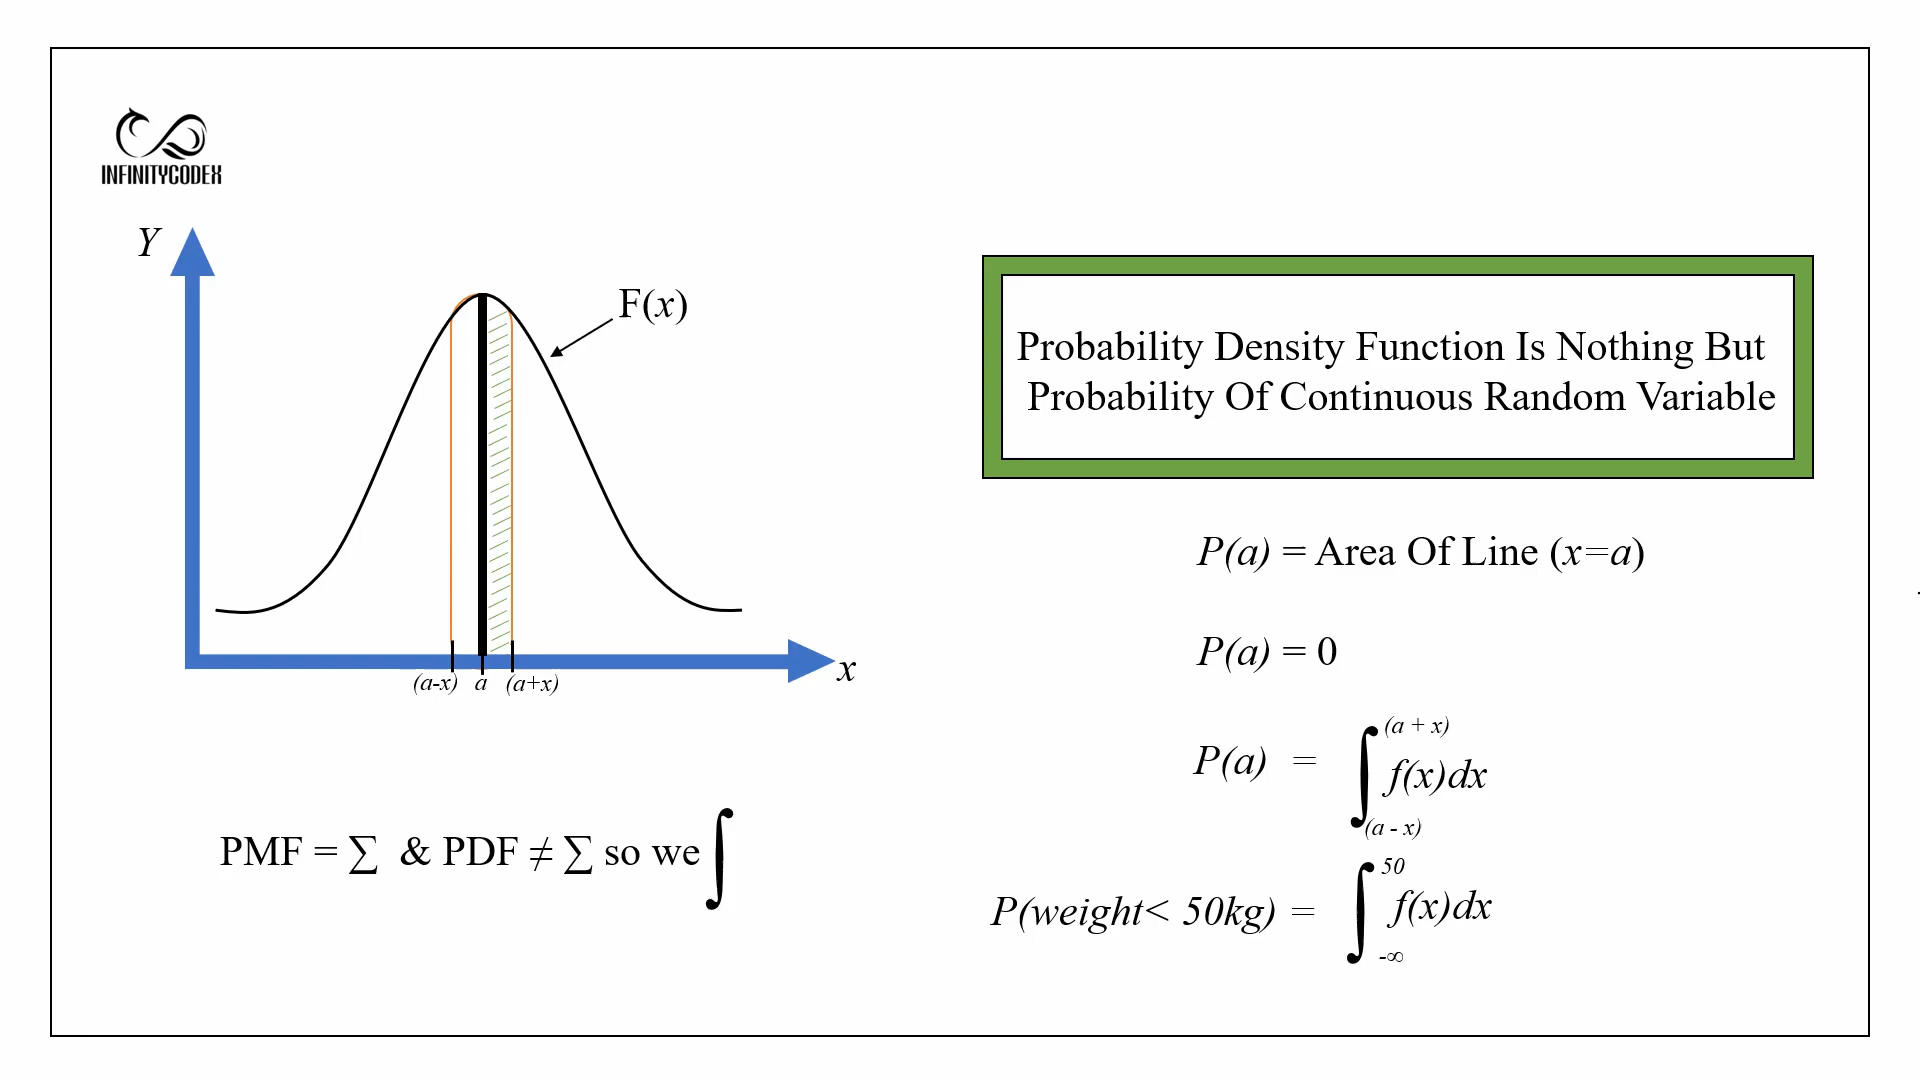 INFINITYCODEX
Y
F(x)
(a-x) a (a+x)
x
PMF = ∑ & PDF ≠ ∑ so we ∫
Probability Density Function Is Nothing But
Probability Of Continuous Random Variable
P(a) = Area Of Line (x=a)
P(a) = 0
(a + x)
P(a) = ∫ f(x)dx
(a - x)
50
P(weight< 50kg) = ∫ f(x)dx
-∞